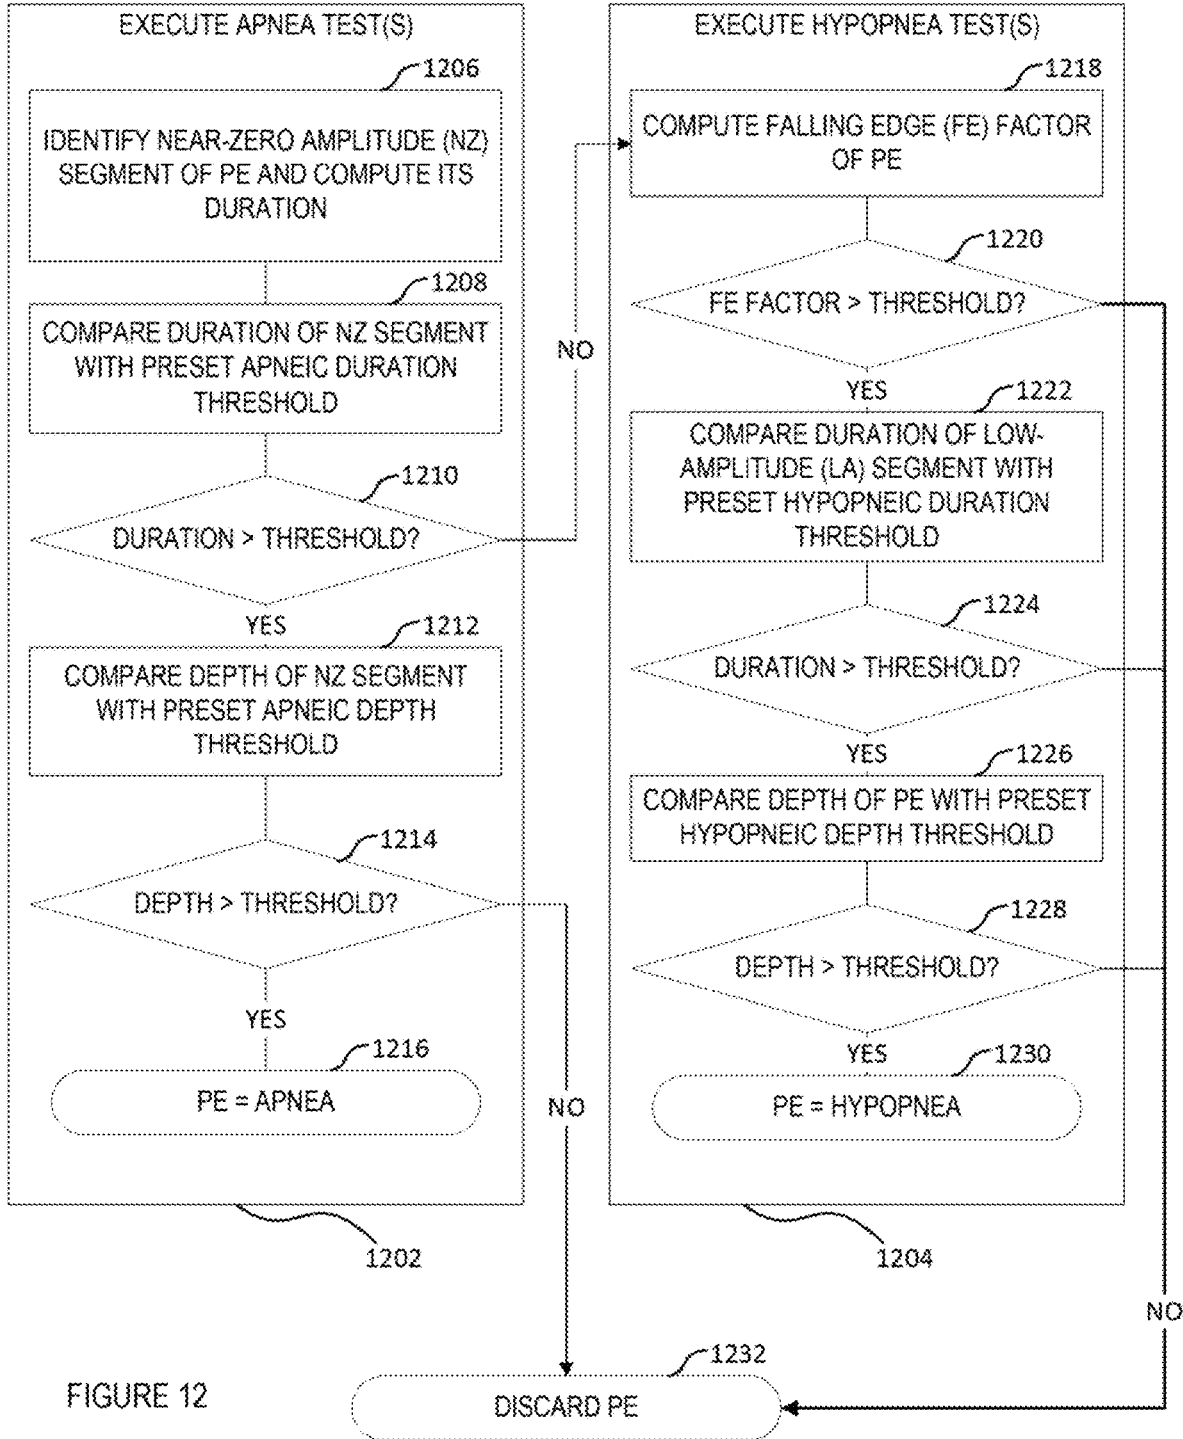 EXECUTE APNEA TEST(S)
1206
IDENTIFY NEAR-ZERO AMPLITUDE (NZ)
SEGMENT OF PE AND COMPUTE ITS
DURATION
1208
COMPARE DURATION OF NZ SEGMENT
WITH PRESET APNEIC DURATION
THRESHOLD
1210
DURATION > THRESHOLD?
NO
YES
1212
COMPARE DEPTH OF NZ SEGMENT
WITH PRESET APNEIC DEPTH
THRESHOLD
1214
DEPTH > THRESHOLD?
YES
NO
1216
PE = APNEA
1202
EXECUTE HYPOPNEA TEST(S)
1218
COMPUTE FALLING EDGE (FE) FACTOR
OF PE
1220
FE FACTOR > THRESHOLD?
YES
1222
COMPARE DURATION OF LOW-
AMPLITUDE (LA) SEGMENT WITH
PRESET HYPOPNEIC DURATION
THRESHOLD
1224
DURATION > THRESHOLD?
YES
1226
COMPARE DEPTH OF PE WITH PRESET
HYPOPNEIC DEPTH THRESHOLD
1228
DEPTH > THRESHOLD?
YES
1230
PE = HYPOPNEA
1204
NO
1232
DISCARD PE
FIGURE 12